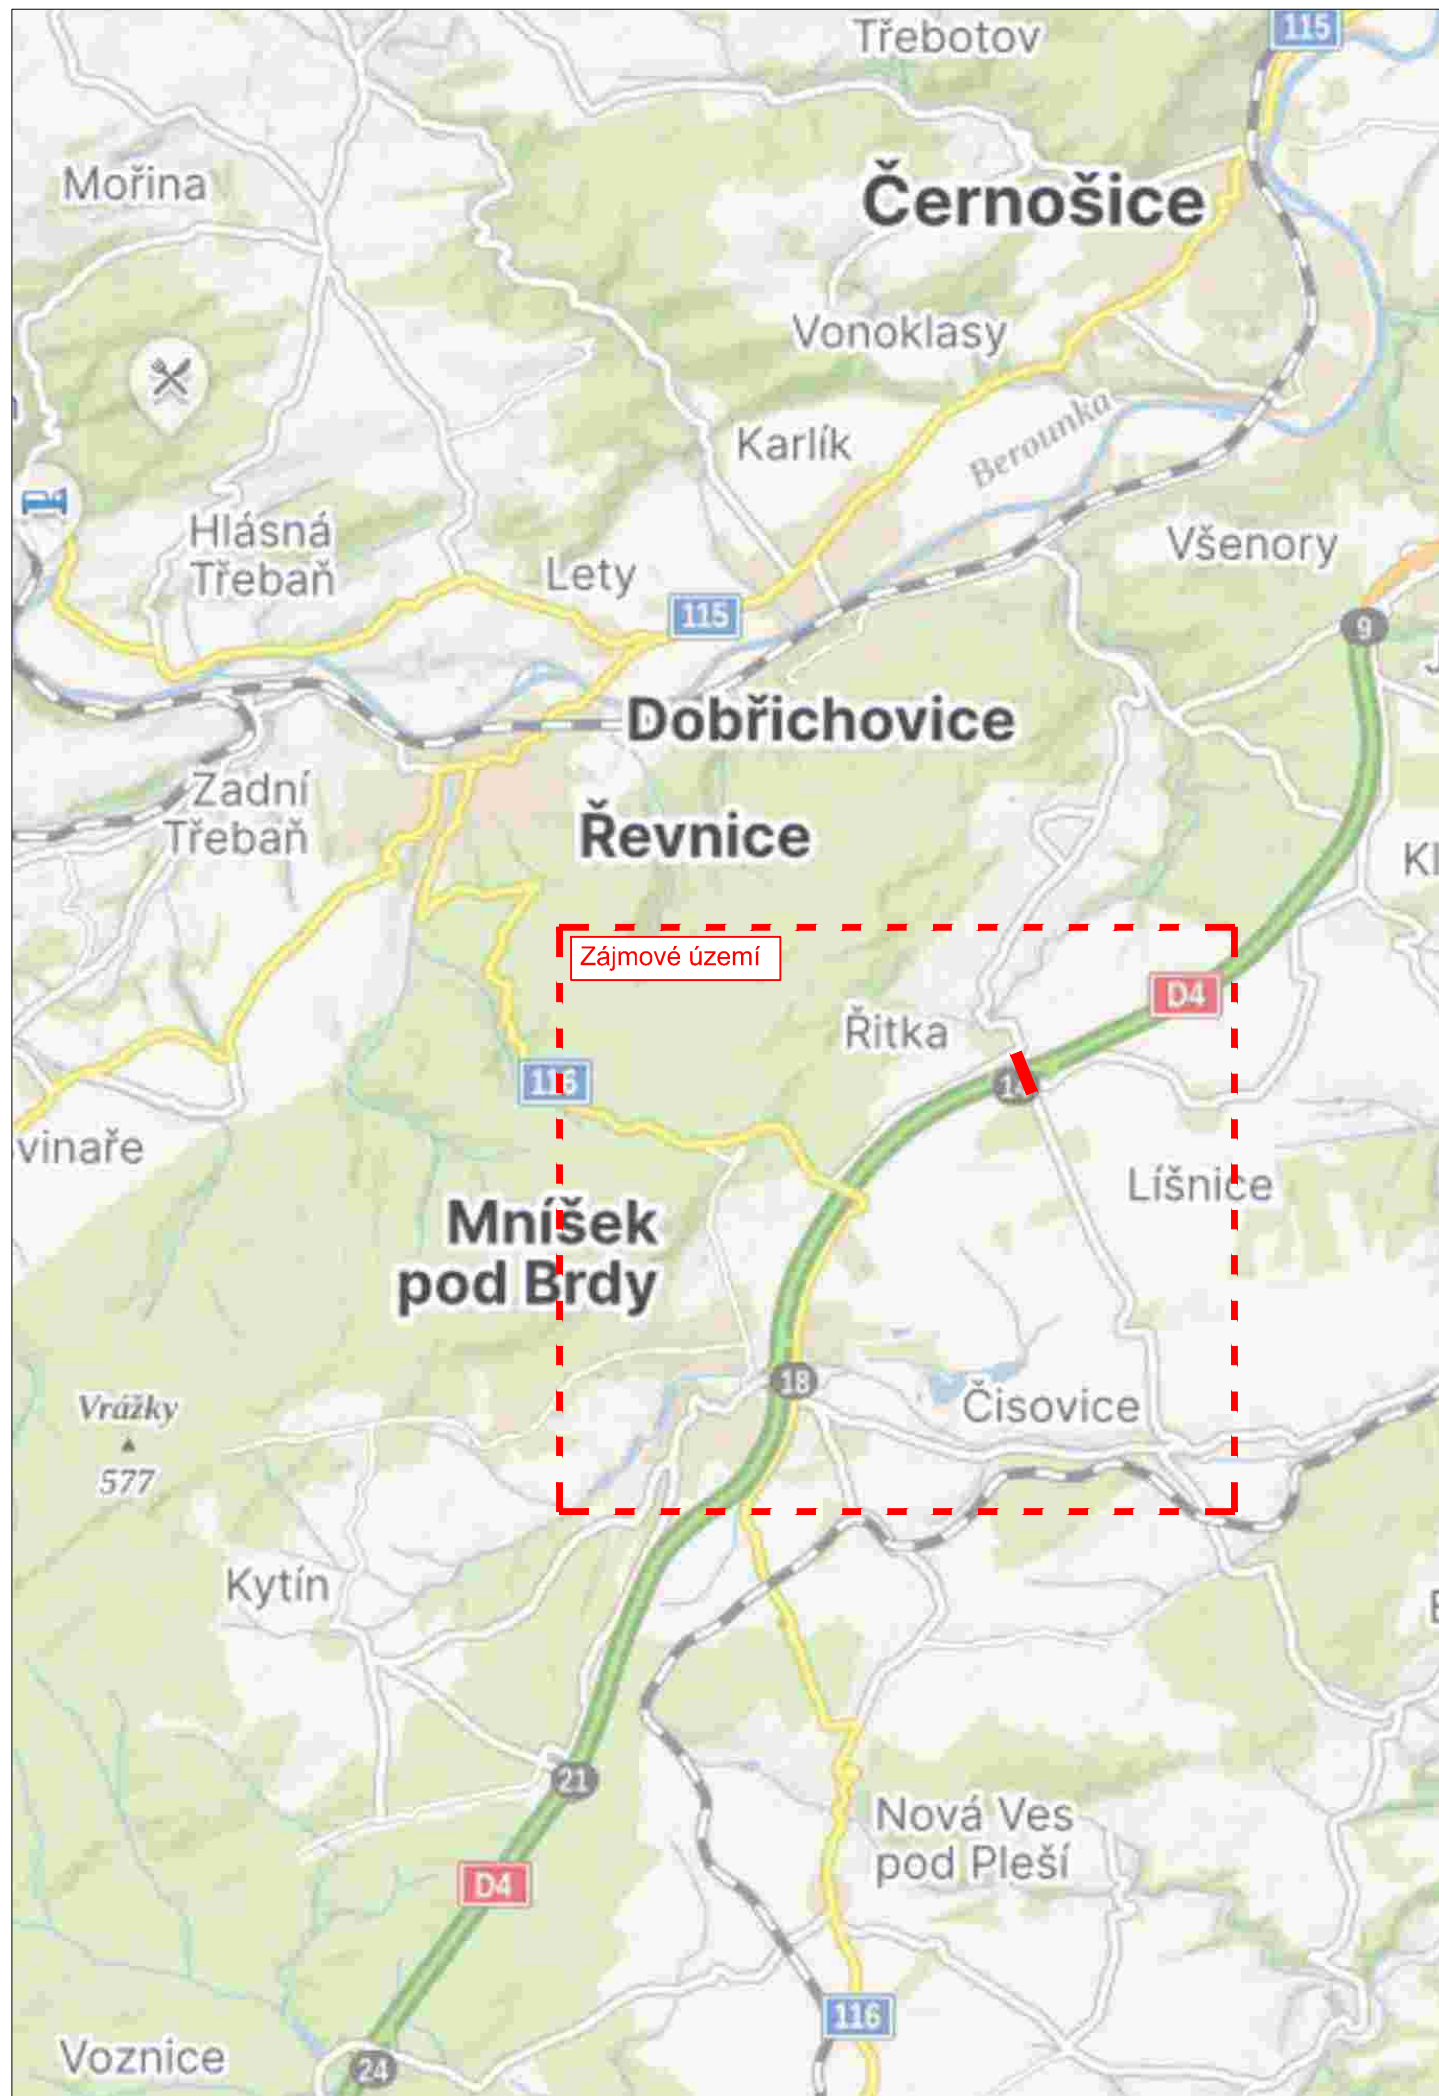 Třebotov
115
Mořina
Černošice
Vonoklasy
Karlík
Berounka
Hlásná
Třebaň
Lety
Všenory
115
9
Dobřichovice
Zadní
Třebaň
Řevnice
Kl
Zájmové území
D4
Řitka
116
vinaře
Líšnice
Mníšek
pod Brdy
18
Vrážky
577
Čisovice
Kytín
21
Nová Ves
pod Pleší
D4
116
Voznice
24